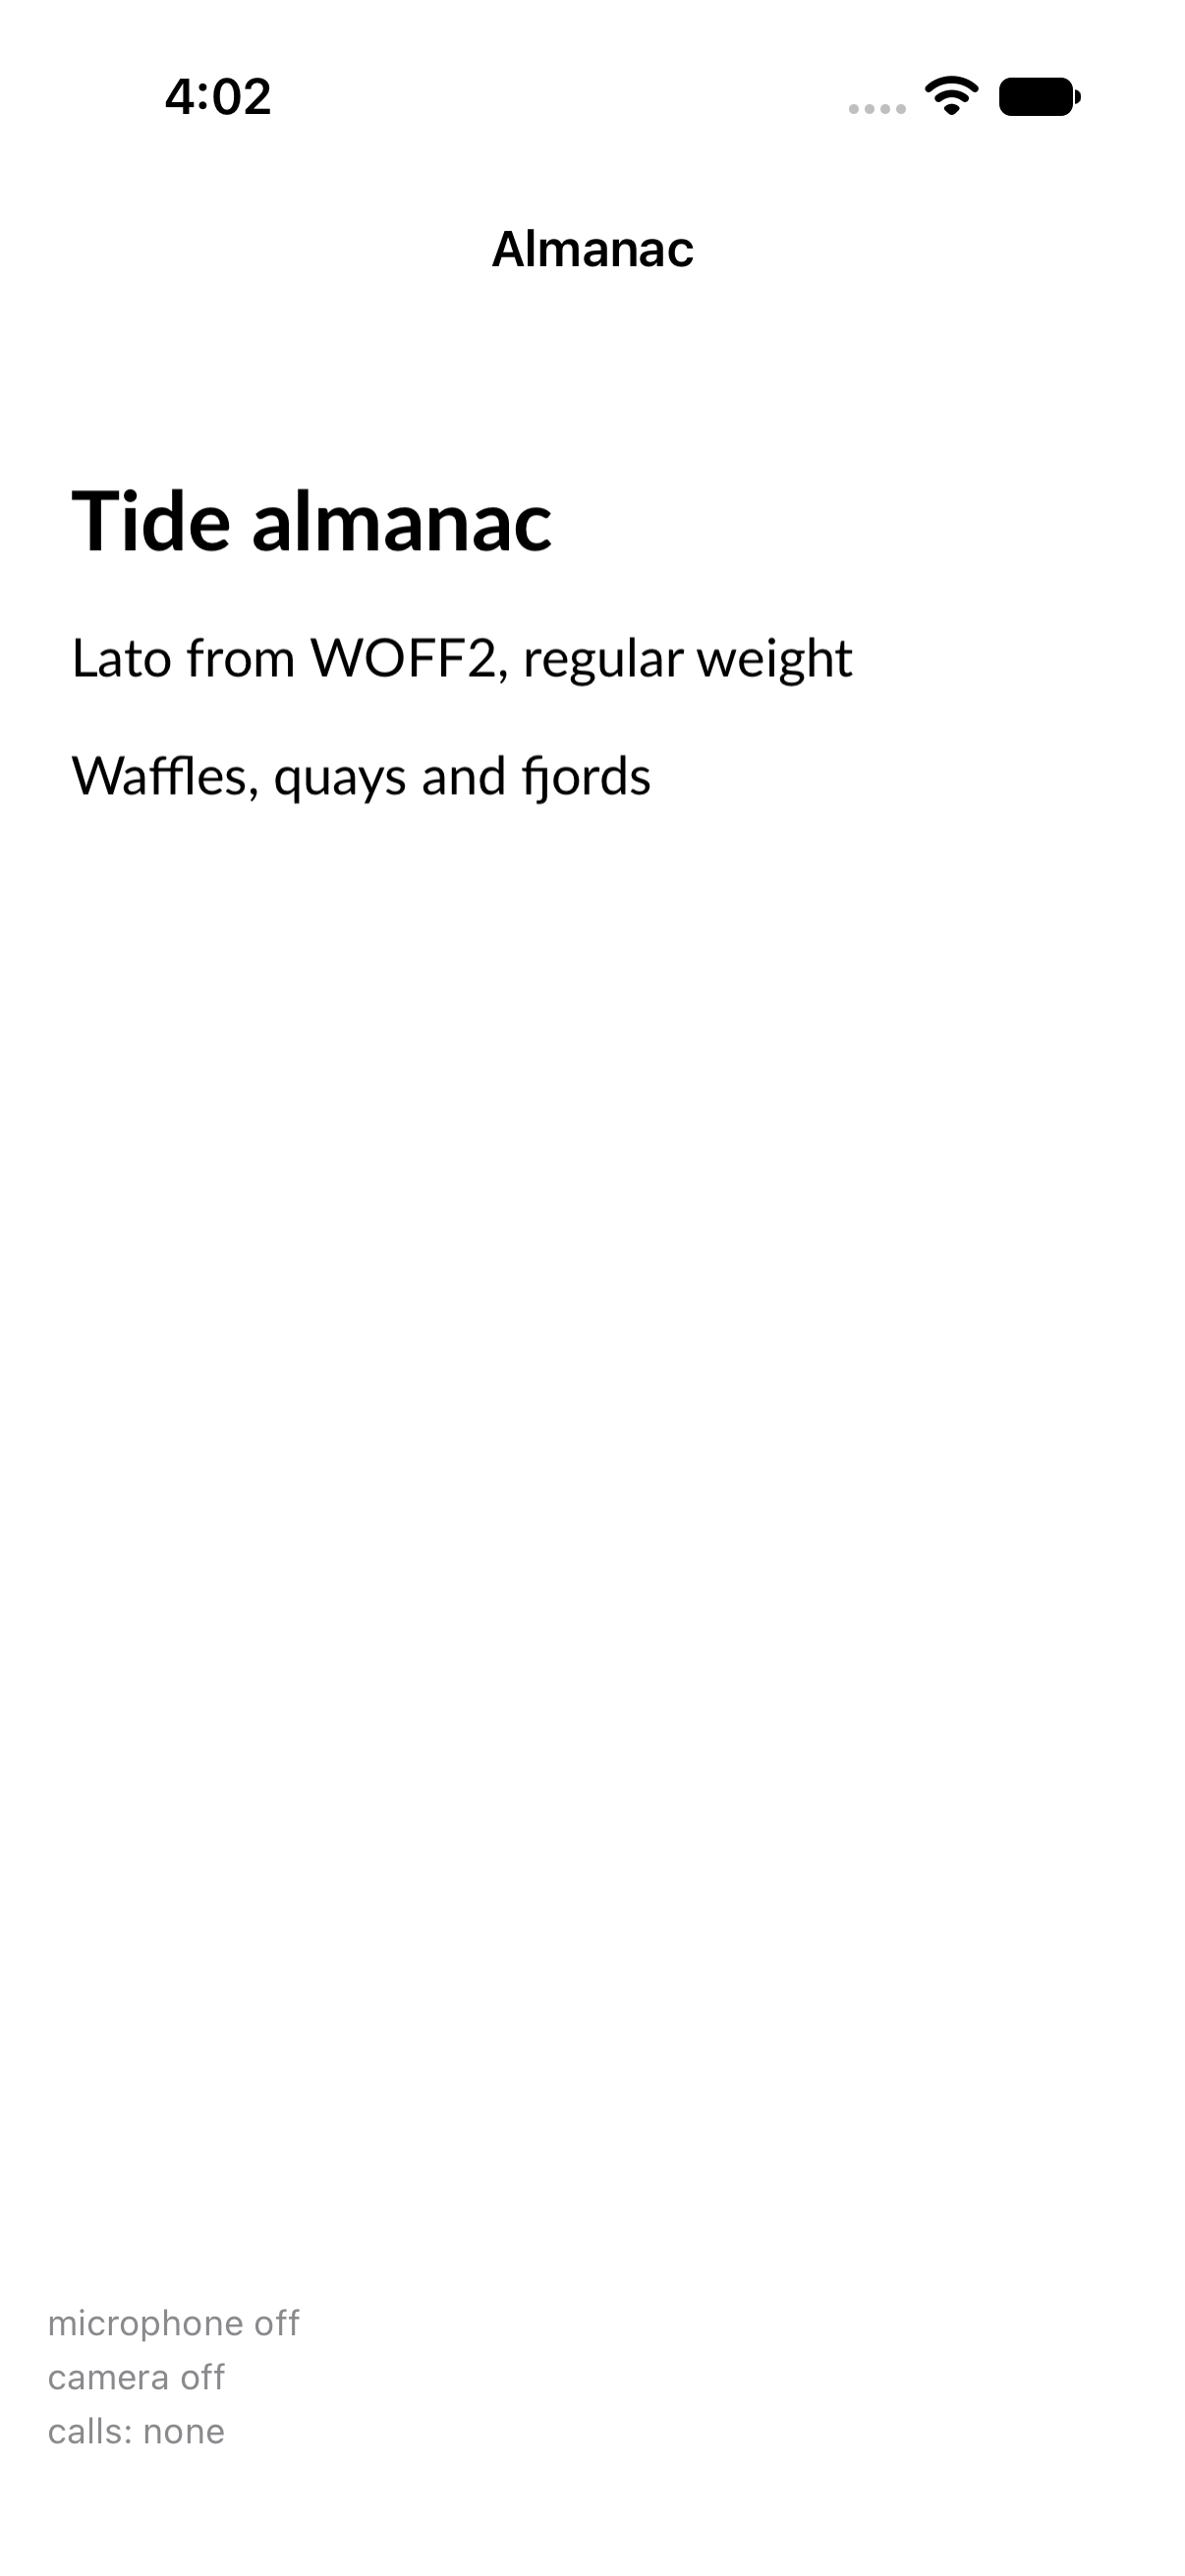 4:02
Almanac
Tide almanac
Lato from WOFF2, regular weight
Waffles, quays and fjords
microphone off
camera off
calls: none